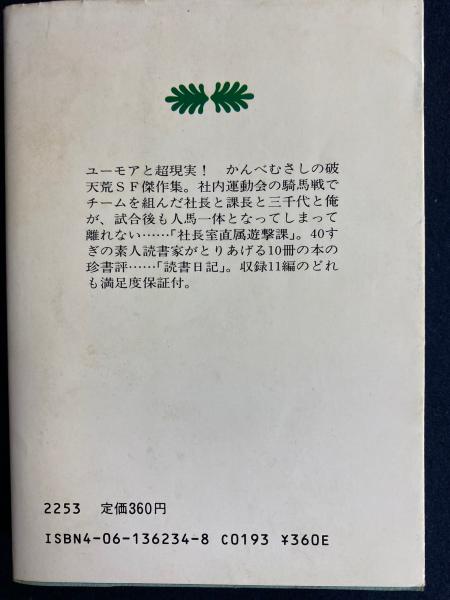 ユーモアと超現実！　かんべむさしの破
天荒ＳＦ傑作集。社内運動会の騎馬戦で
チームを組んだ社長と課長と三千代と俺
が、試合後も人馬一体となってしまって
離れない……「社長室直属遊撃課」。40す
ぎの素人読書家がとりあげる10冊の本の
珍書評……「読書日記」。収録11編のどれ
も満足度保証付。
2253　定価360円
ISBN4-06-136234-8 C0193 ¥360E